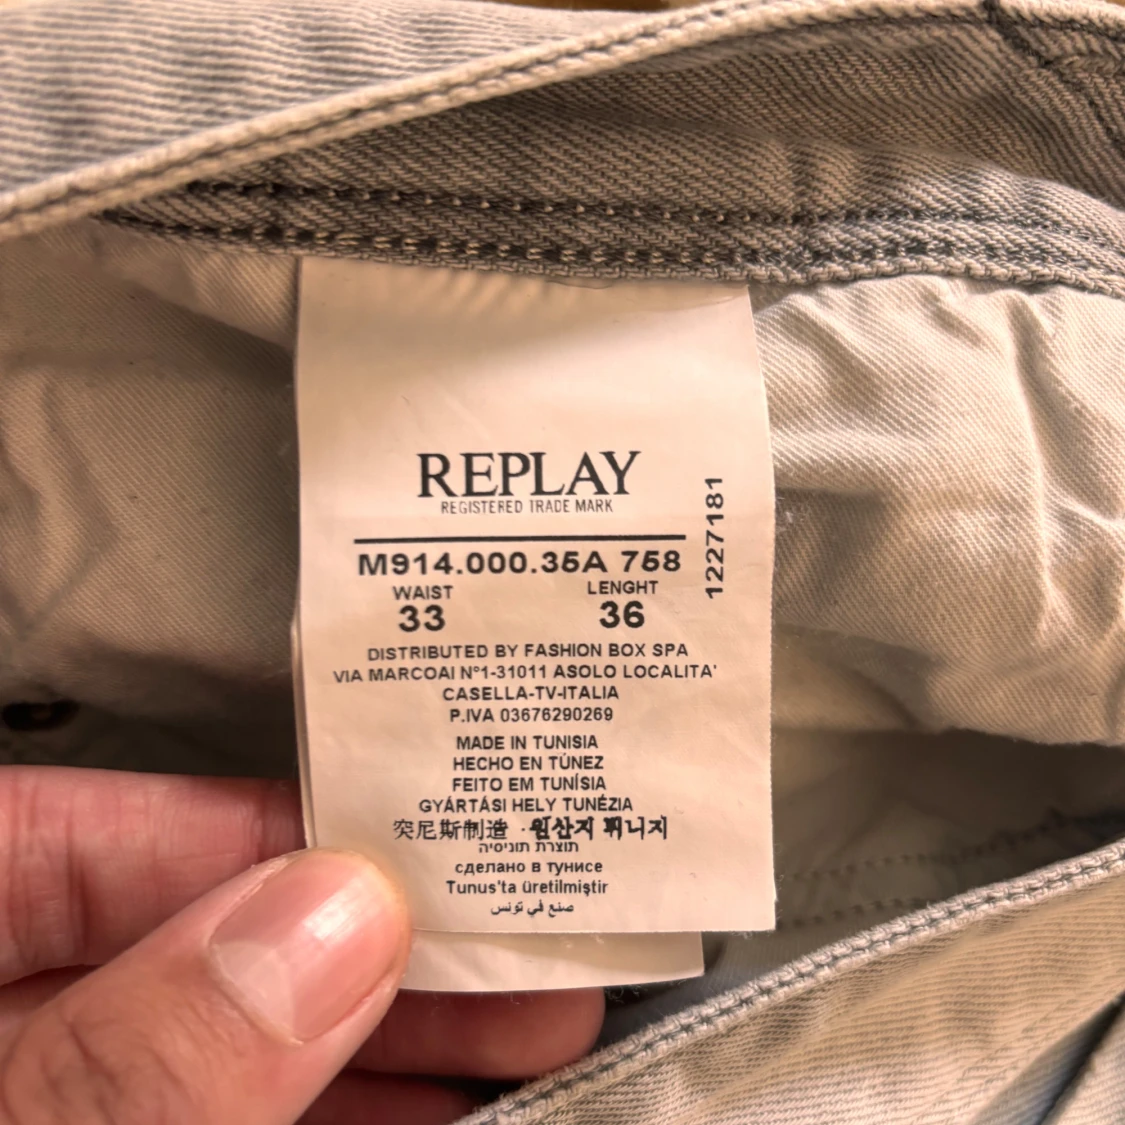 REPLAY
REGISTERED TRADE MARK
M914.000.35A 758
1227181
WAIST LENGHT
33 36
DISTRIBUTED BY FASHION BOX SPA
VIA MARCOAI N°1-31011 ASOLO LOCALITA'
CASELLA-TV-ITALIA
P.IVA 03676290269
MADE IN TUNISIA
HECHO EN TÚNEZ
FEITO EM TUNÍSIA
GYÁRTÁSI HELY TUNÉZIA
突尼斯制造 · 원산지 튀니지
תוצרת תוניסיה
сделано в тунисе
Tunus'ta üretilmiştir
صنع في تونس